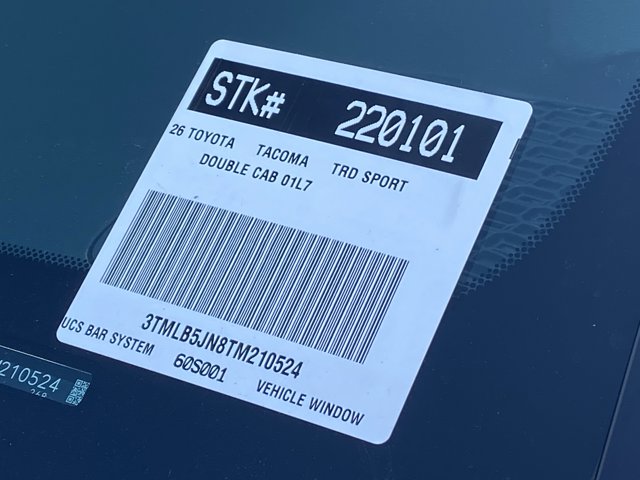 STK# 220101
26 TOYOTA TACOMA TRD SPORT
DOUBLE CAB 01L7
3TMLB5JN8TM210524
UCS BAR SYSTEM 60S001 VEHICLE WINDOW
210524